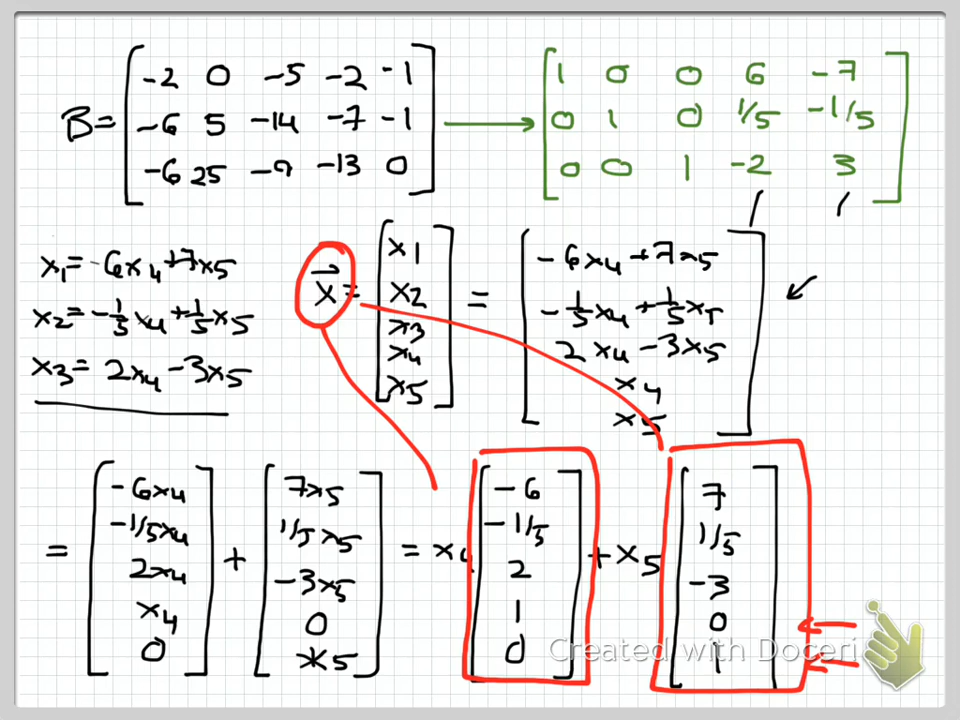 B = [ -2 0 -5 -2 -1 ] → [ 1 0 0 6 -7 ]
[ -6 5 -14 -7 -1 ] [ 0 1 0 1/5 -1/5 ]
[ -6 25 -9 -13 0 ] [ 0 0 1 -2 3 ]
x1 = -6x4 + 7x5
x2 = -1/5 x4 + 1/5 x5
x3 = 2x4 - 3x5
x⃗ = [ x1 x2 x3 x4 x5 ] = [ -6x4 + 7x5
-1/5 x4 + 1/5 x5
2x4 - 3x5
x4
x5 ]
= [ -6x4 ] + [ 7x5 ] = x4 [ -6 ] + x5 [ 7 ]
[ -1/5x4 ] [ 1/5 x5 ] [ -1/5 ] [ 1/5 ]
[ 2x4 ] [ -3x5 ] [ 2 ] [ -3 ]
[ x4 ] [ 0 ] [ 1 ] [ 0 ]
[ 0 ] [ x5 ] [ 0 ] [ 1 ]
Created with Doceri